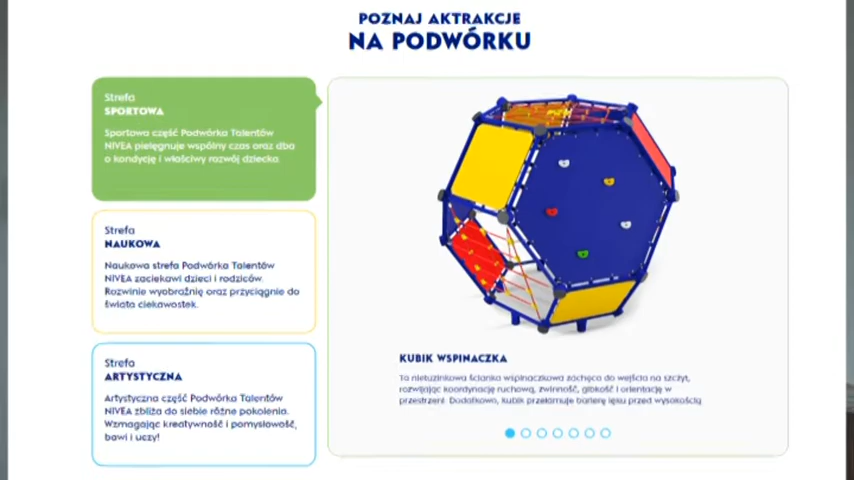 POZNAJ AKTRAKCJE
NA PODWÓRKU
Strefa
SPORTOWA
Sportowa część Podwórka Talentów
NIVEA pielęgnuje wspólny czas oraz dba
o kondycję i właściwy rozwój dziecka.
Strefa
NAUKOWA
Naukowa strefa Podwórka Talentów
NIVEA zaciekawi dzieci i rodziców.
Rozwinie wyobraźnię oraz przyciągnie do
świata ciekawostek.
Strefa
ARTYSTYCZNA
Artystyczna część Podwórka Talentów
NIVEA zbliża do siebie różne pokolenia.
Wzmagając kreatywność i pomysłowość,
bawi i uczy!
KUBIK WSPINACZKA
Ta nietuzinkowa ścianka wspinaczkowa zachęca do wejścia na szczyt,
rozwijając koordynację ruchową, zwinność, gibkość i orientację w
przestrzeni. Dodatkowo, kubik przełamuje barierę lęku przed wysokością